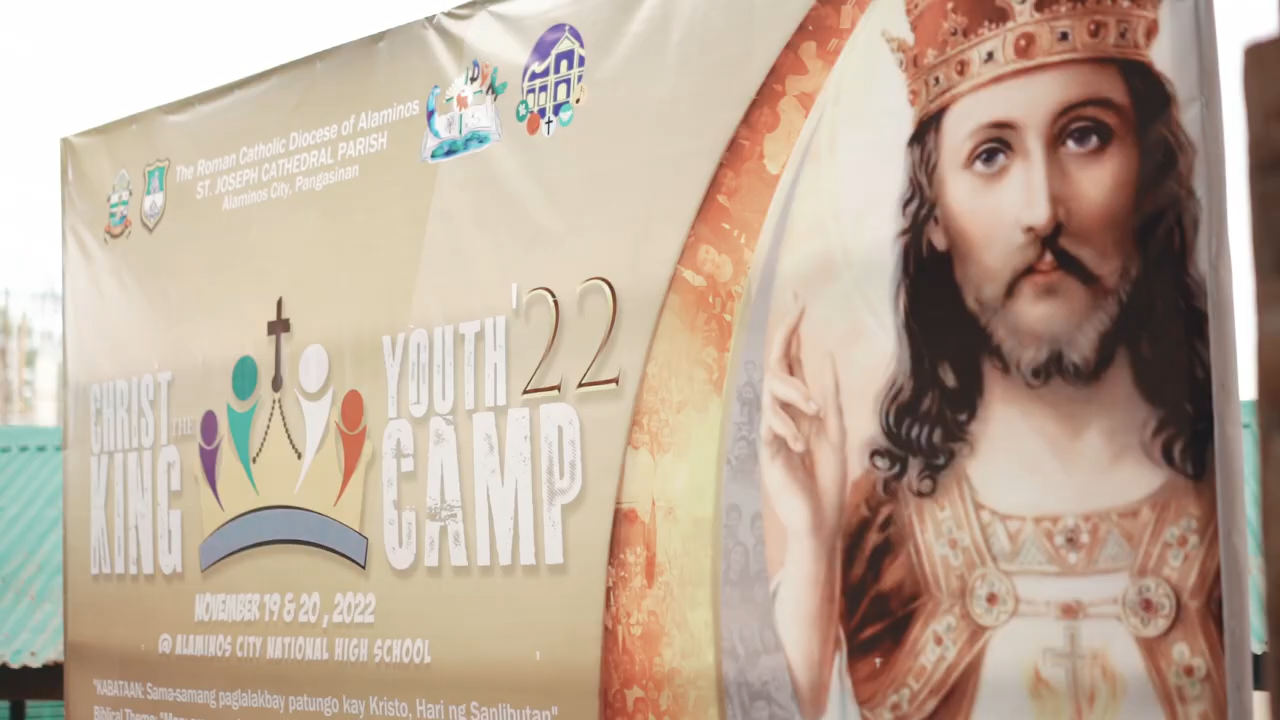 The Roman Catholic Diocese of Alaminos
ST. JOSEPH CATHEDRAL PARISH
Alaminos City, Pangasinan
CHRIST THE
KING
YOUTH '22
CAMP
NOVEMBER 19 & 20 , 2022
@ ALAMINOS CITY NATIONAL HIGH SCHOOL
"KABATAAN: Sama-samang paglalakbay patungo kay Kristo, Hari ng Sanlibutan"
Biblical Theme: